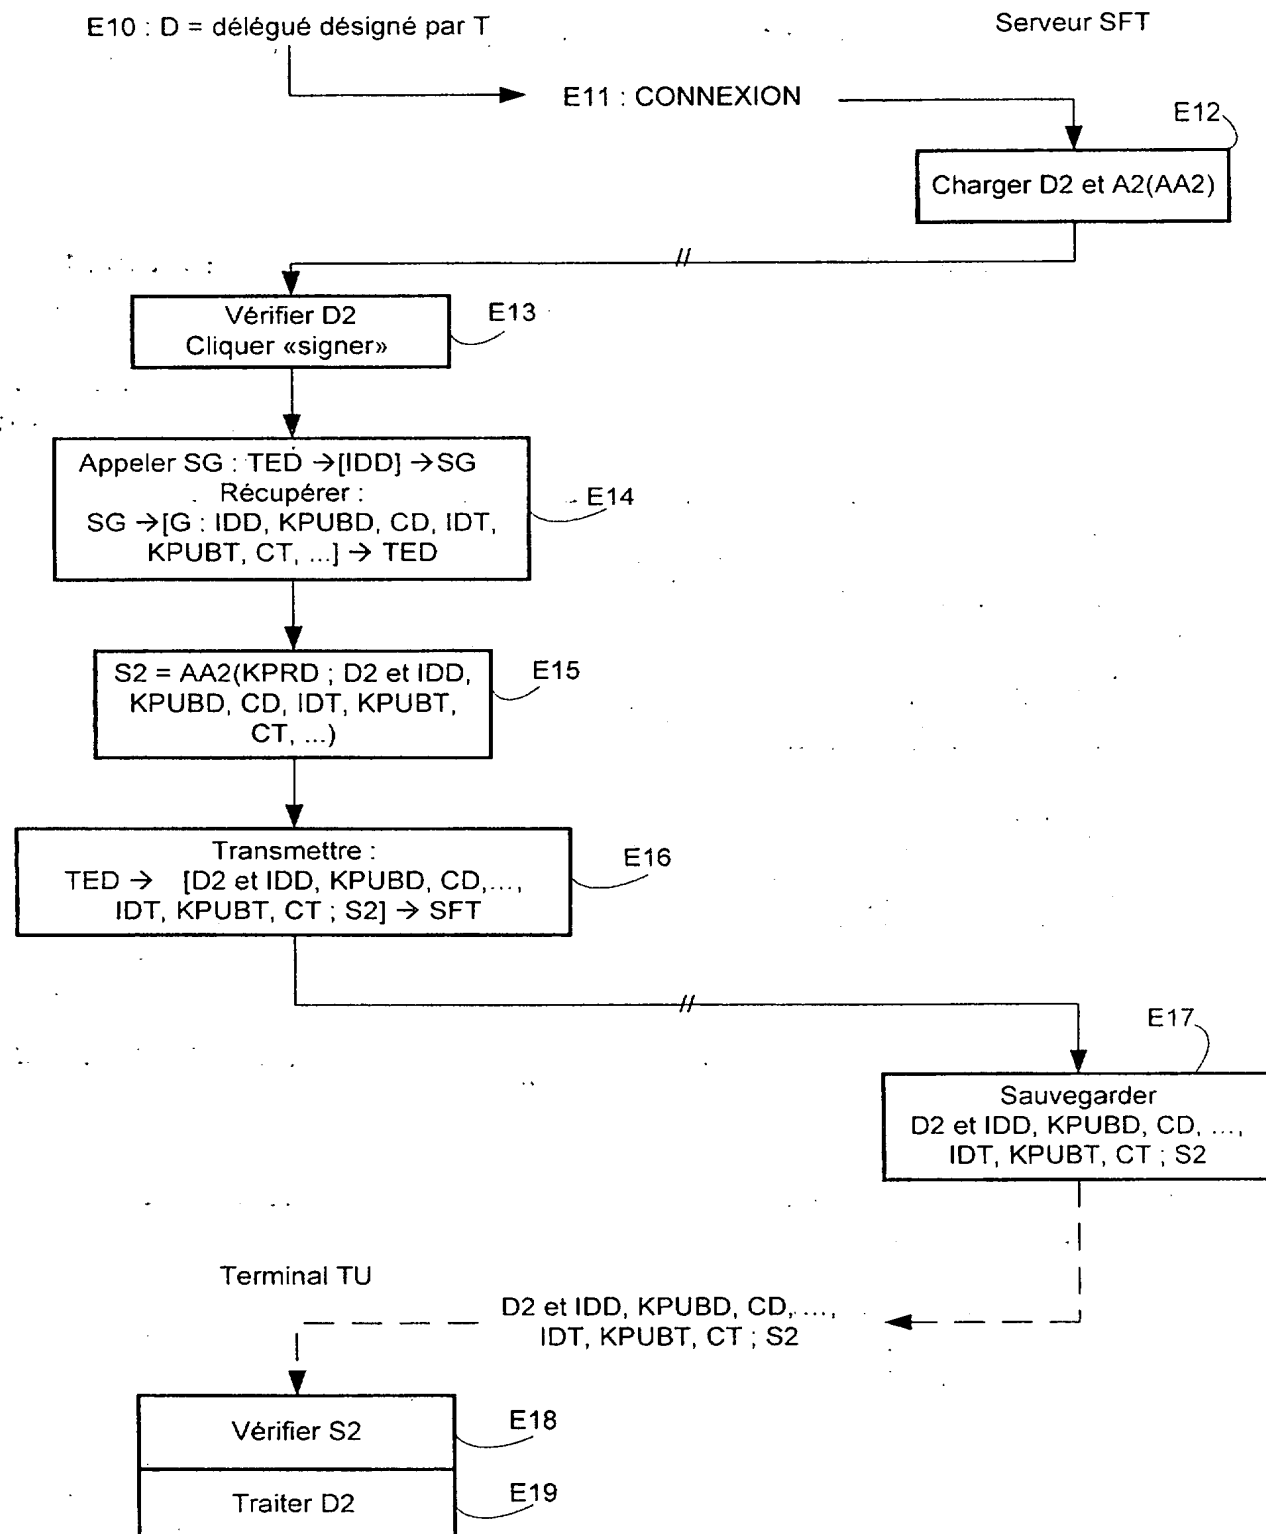 E10 : D = délégué désigné par T
Serveur SFT
E11 : CONNEXION
E12
Charger D2 et A2(AA2)
Vérifier D2
Cliquer «signer»
E13
Appeler SG : TED →[IDD] →SG
Récupérer :
SG →[G : IDD, KPUBD, CD, IDT,
KPUBT, CT, ...] → TED
E14
S2 = AA2(KPRD ; D2 et IDD,
KPUBD, CD, IDT, KPUBT,
CT, ...)
E15
Transmettre :
TED → [D2 et IDD, KPUBD, CD,...,
IDT, KPUBT, CT ; S2] → SFT
E16
E17
Sauvegarder
D2 et IDD, KPUBD, CD, ...,
IDT, KPUBT, CT ; S2
Terminal TU
D2 et IDD, KPUBD, CD, ...,
IDT, KPUBT, CT ; S2
Vérifier S2
E18
Traiter D2
E19